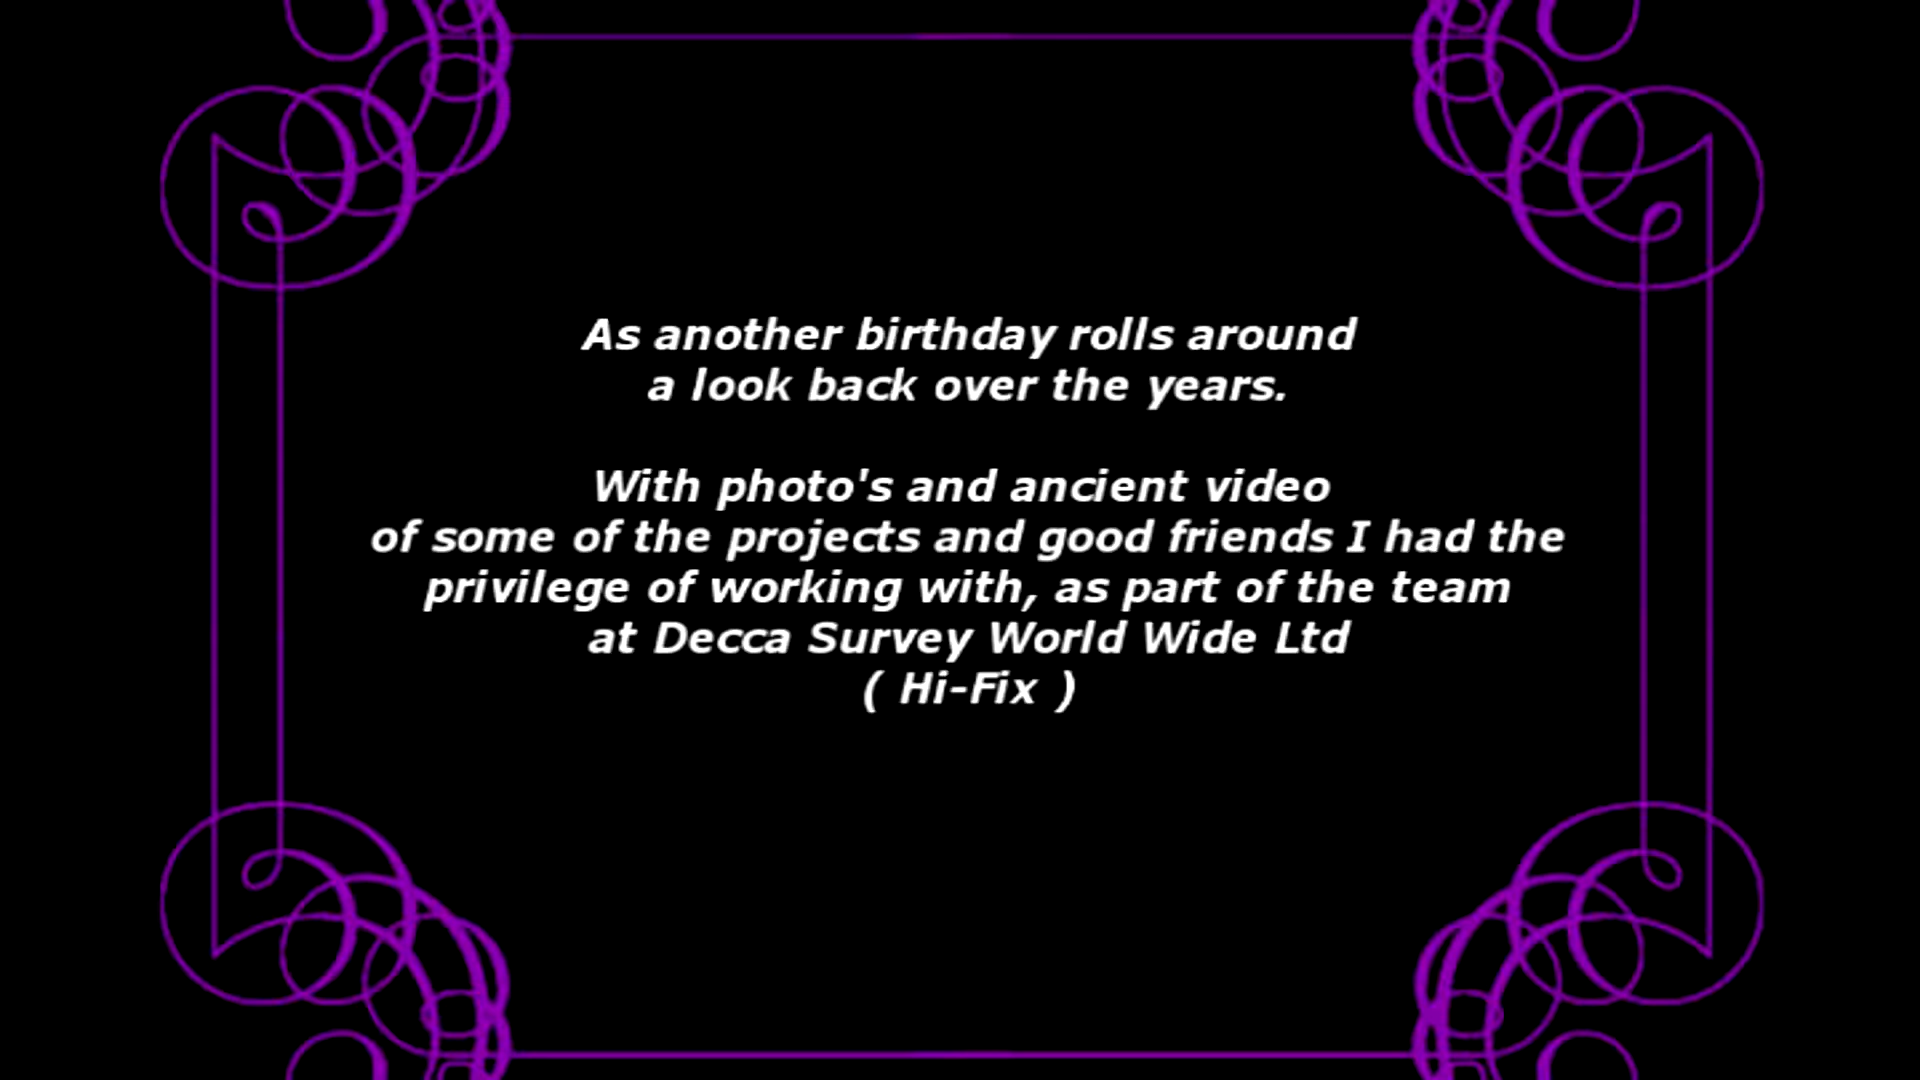 As another birthday rolls around
a look back over the years.
With photo's and ancient video
of some of the projects and good friends I had the
privilege of working with, as part of the team
at Decca Survey World Wide Ltd
( Hi-Fix )